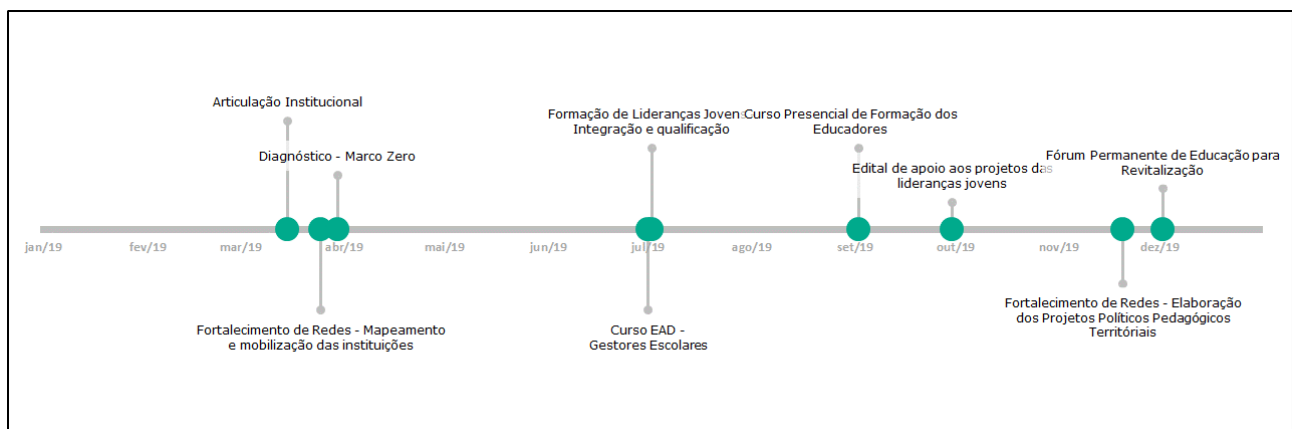 Articulação Institucional
Diagnóstico - Marco Zero
Formação de Lideranças Jovens
Integração e qualificação
Curso Presencial de Formação dos
Educadores
Edital de apoio aos projetos das
lideranças jovens
Fórum Permanente de Educação para
Revitalização
jan/19 fev/19 mar/19 abr/19 mai/19 jun/19 jul/19 ago/19 set/19 out/19 nov/19 dez/19
Fortalecimento de Redes - Mapeamento
e mobilização das instituições
Curso EAD -
Gestores Escolares
Fortalecimento de Redes - Elaboração
dos Projetos Políticos Pedagógicos
Territóriais